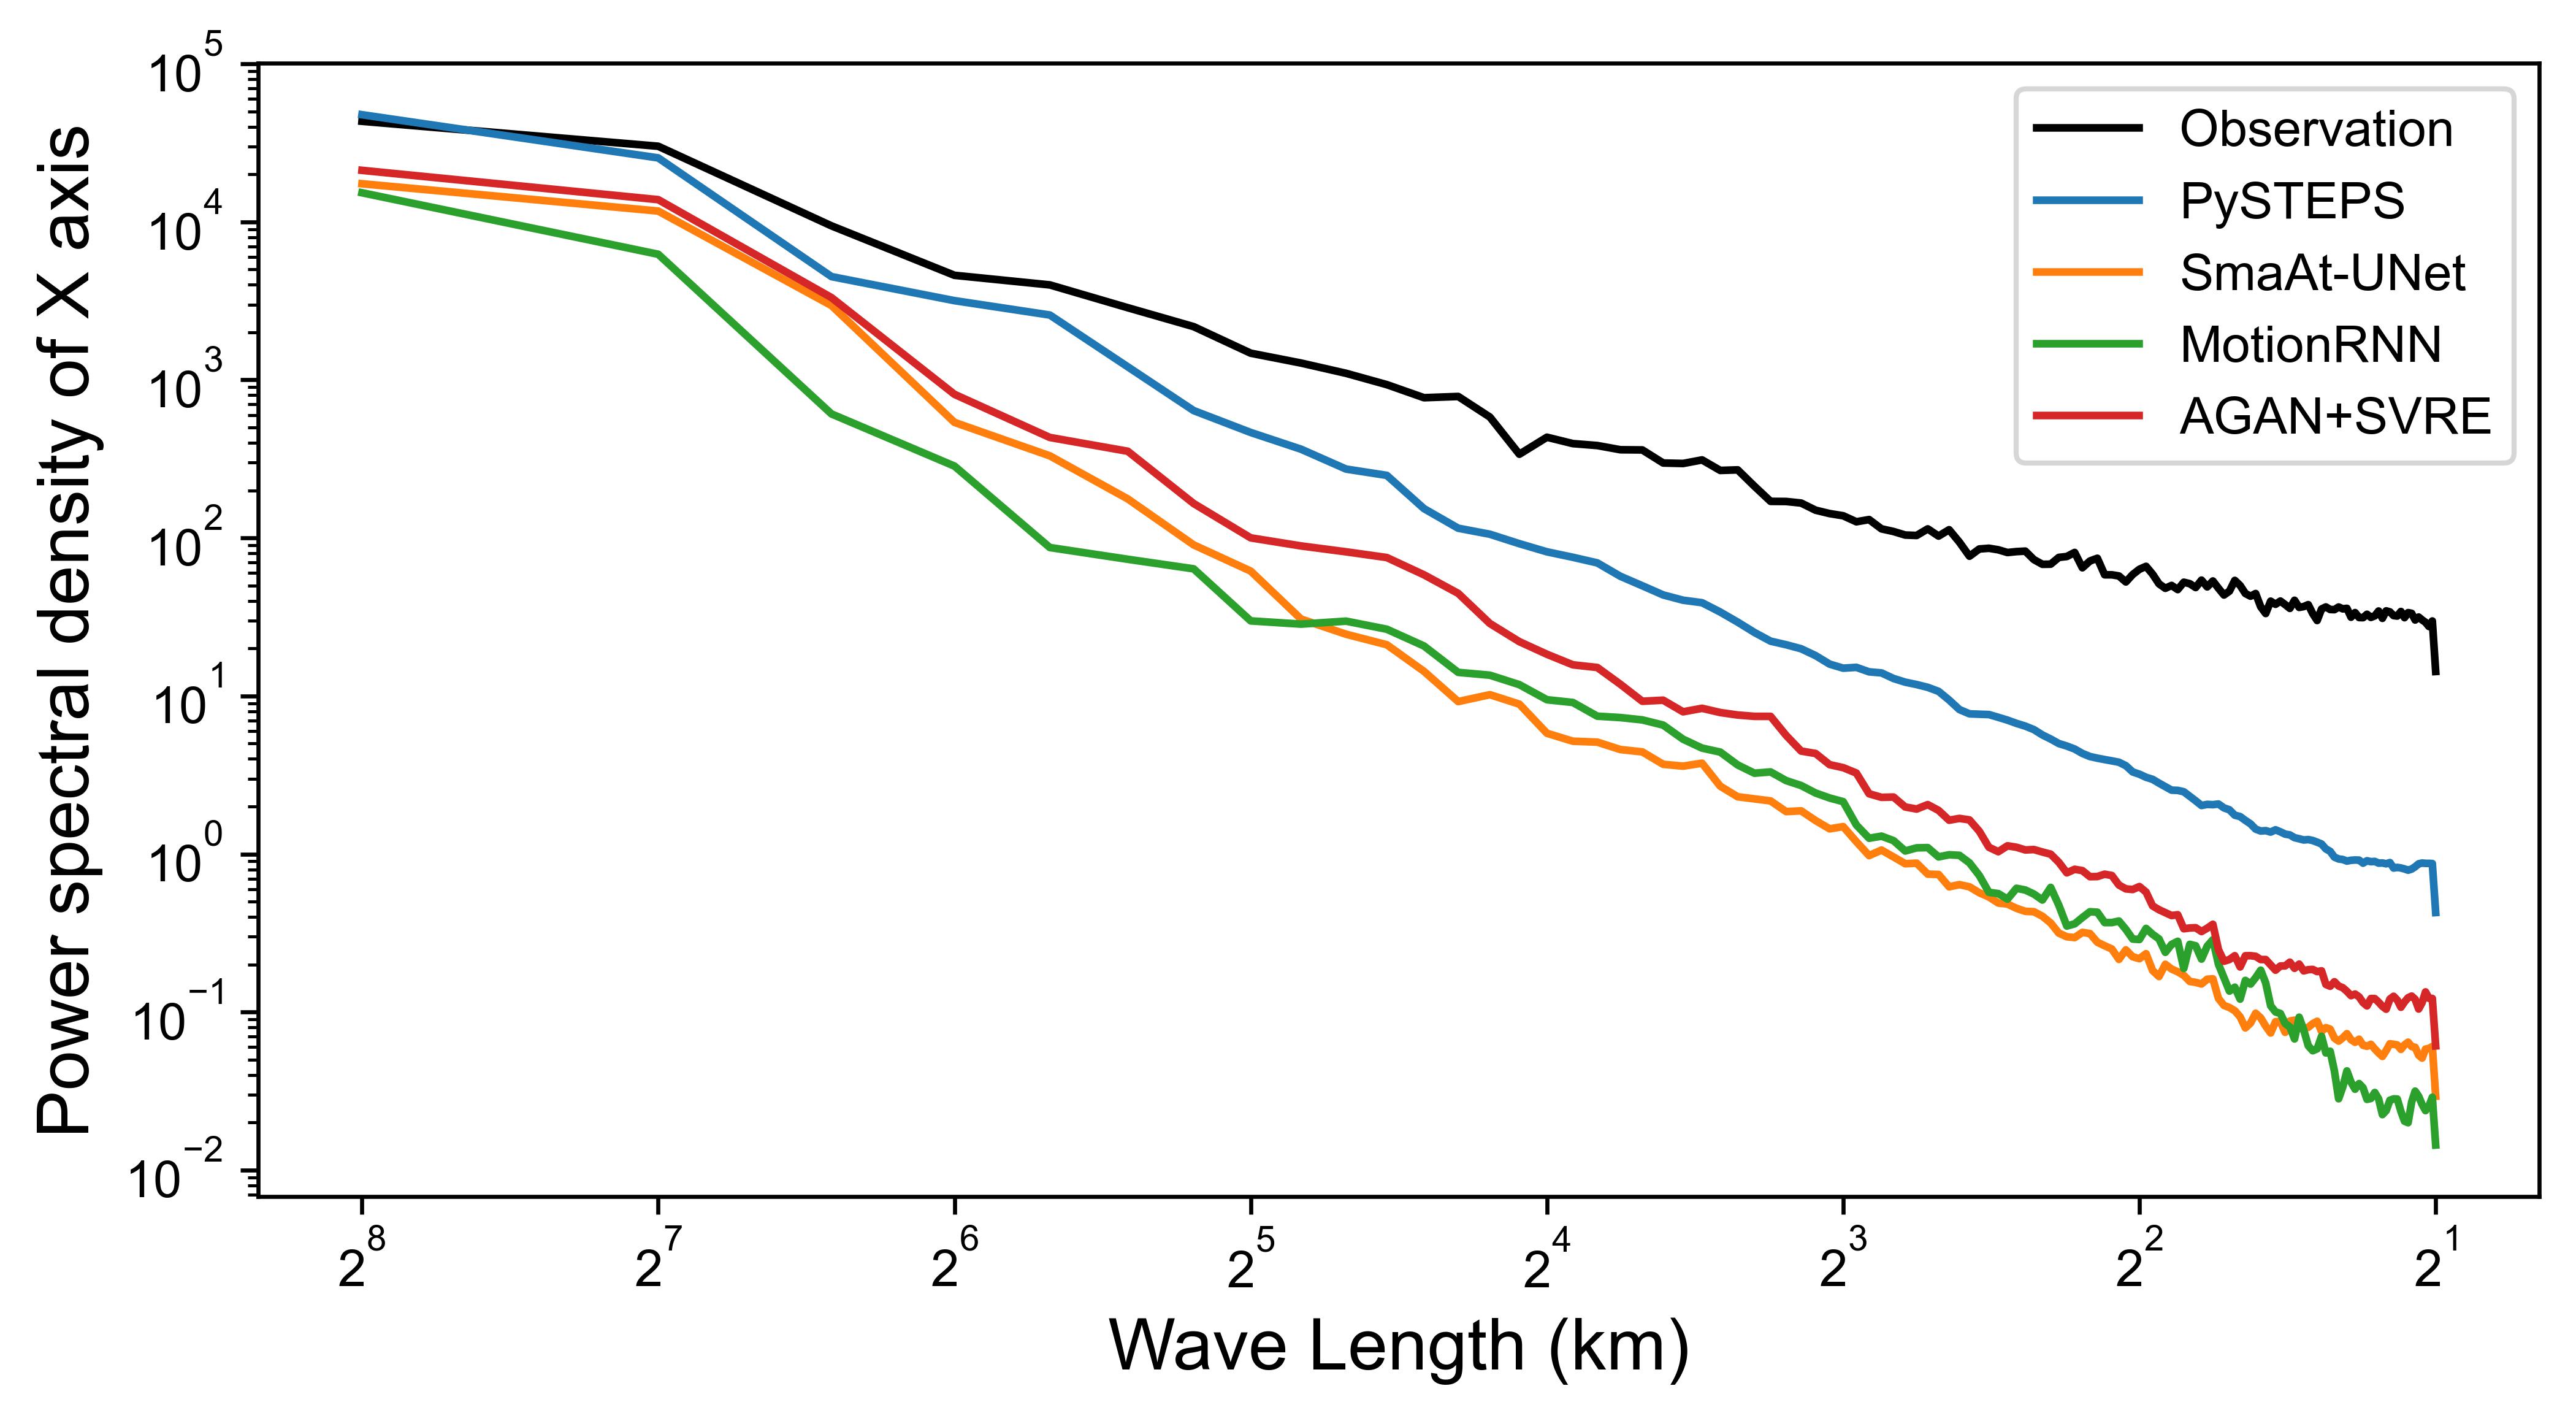 Power spectral density of X axis
10^5
10^4
10^3
10^2
10^1
10^0
10^−1
10^−2
Observation
PySTEPS
SmaAt-UNet
MotionRNN
AGAN+SVRE
2^8 2^7 2^6 2^5 2^4 2^3 2^2 2^1
Wave Length (km)